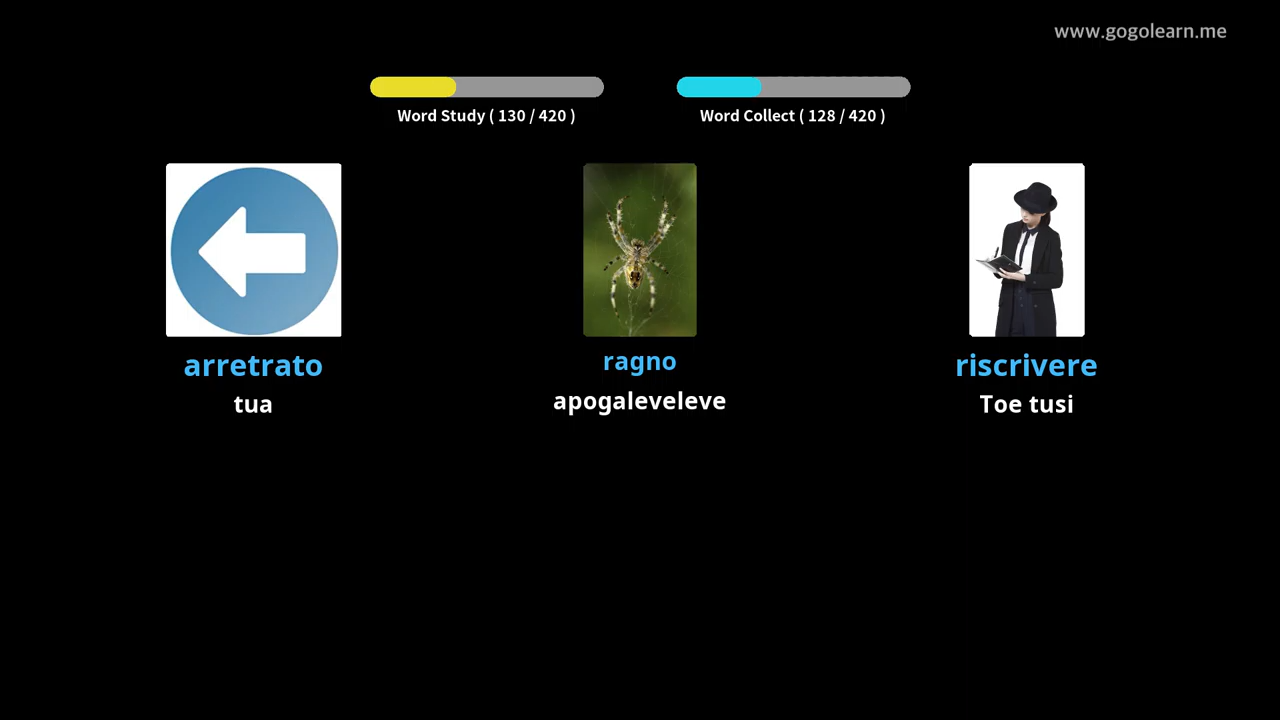 www.gogolearn.me
Word Study ( 130 / 420 )
Word Collect ( 128 / 420 )
arretrato
tua
ragno
apogaleveleve
riscrivere
Toe tusi